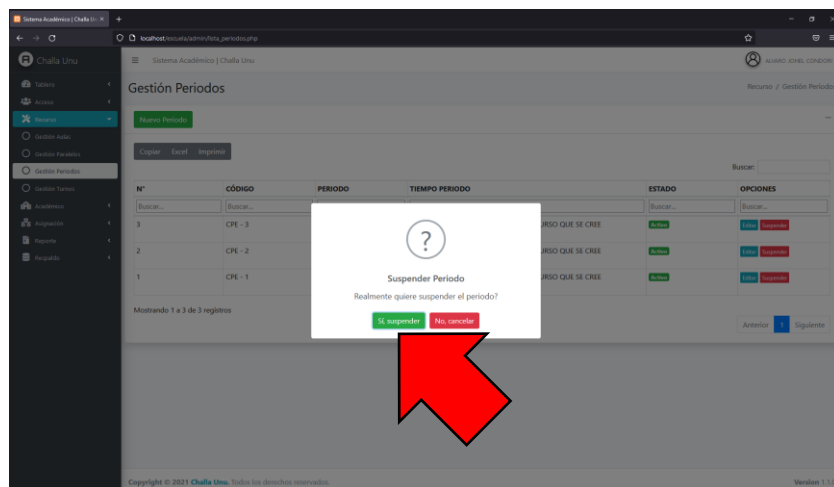 Sistema Académico | Challa Un
localhost/escuela/admin/lista_periodos.php
Challa Unu
Sistema Académico | Challa Unu
ALVARO JOHEL CONDORI
Tablero
Acceso
Recurso
Gestión Aulas
Gestión Paralelos
Gestión Periodos
Gestión Turnos
Académico
Asignación
Reporte
Respaldo
Gestión Periodos
Recurso / Gestión Periodo
Nuevo Periodo
Copiar Excel Imprimir
Buscar:
N° CÓDIGO PERIODO TIEMPO PERIODO ESTADO OPCIONES
Buscar... Buscar... Buscar... Buscar...
3 CPE - 3 URSO QUE SE CREE Activo Editar Suspender
2 CPE - 2 URSO QUE SE CREE Activo Editar Suspender
1 CPE - 1 URSO QUE SE CREE Activo Editar Suspender
?
Suspender Periodo
Realmente quiere suspender el periodo?
Sí, suspender No, cancelar
Mostrando 1 a 3 de 3 registros
Anterior 1 Siguiente
Copyright © 2021 Challa Unu. Todos los derechos reservados.
Version 1.1